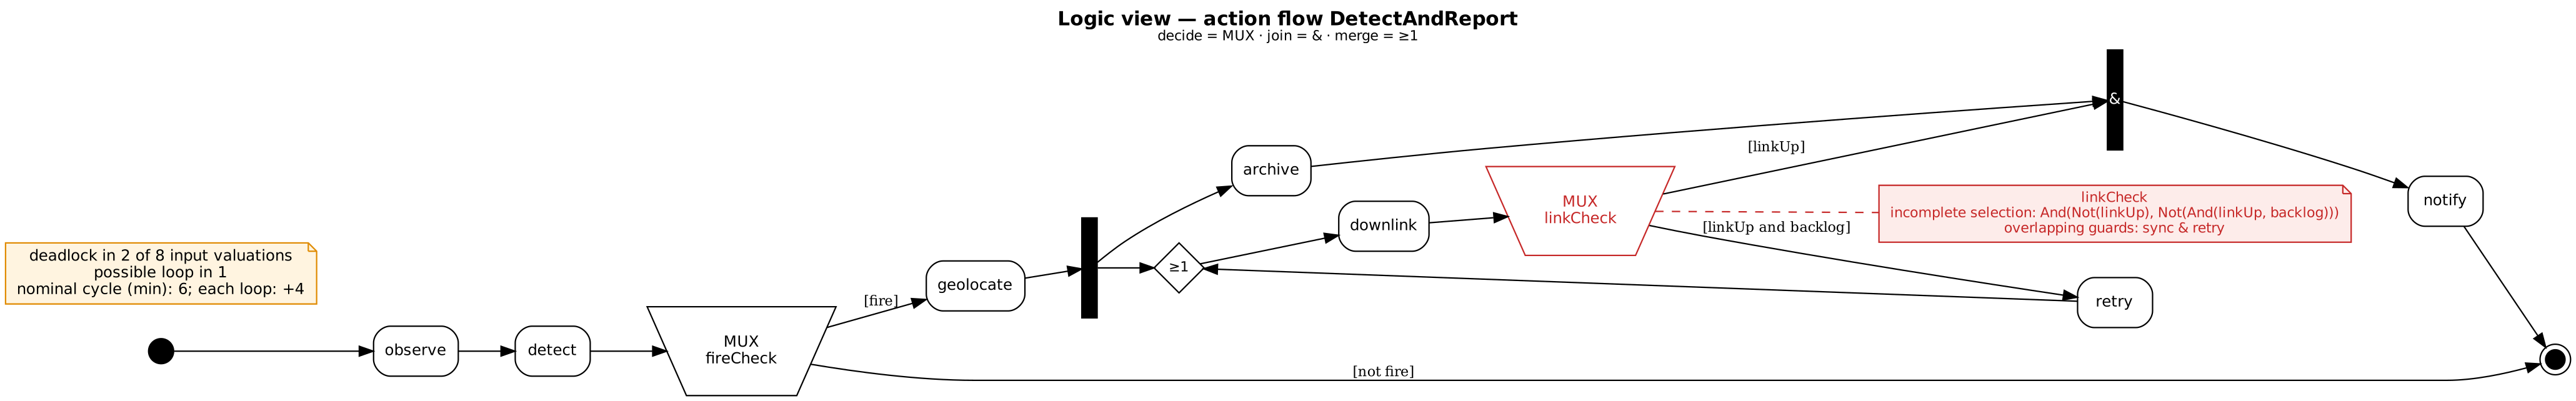 Logic view — action flow DetectAndReport
decide = MUX · join = & · merge = ≥1
&
archive
[linkUp]
MUX
linkCheck
linkCheck
incomplete selection: And(Not(linkUp), Not(And(linkUp, backlog)))
overlapping guards: sync & retry
notify
downlink
[linkUp and backlog]
deadlock in 2 of 8 input valuations
possible loop in 1
nominal cycle (min): 6; each loop: +4
≥1
geolocate
[fire]
retry
observe
detect
MUX
fireCheck
[not fire]